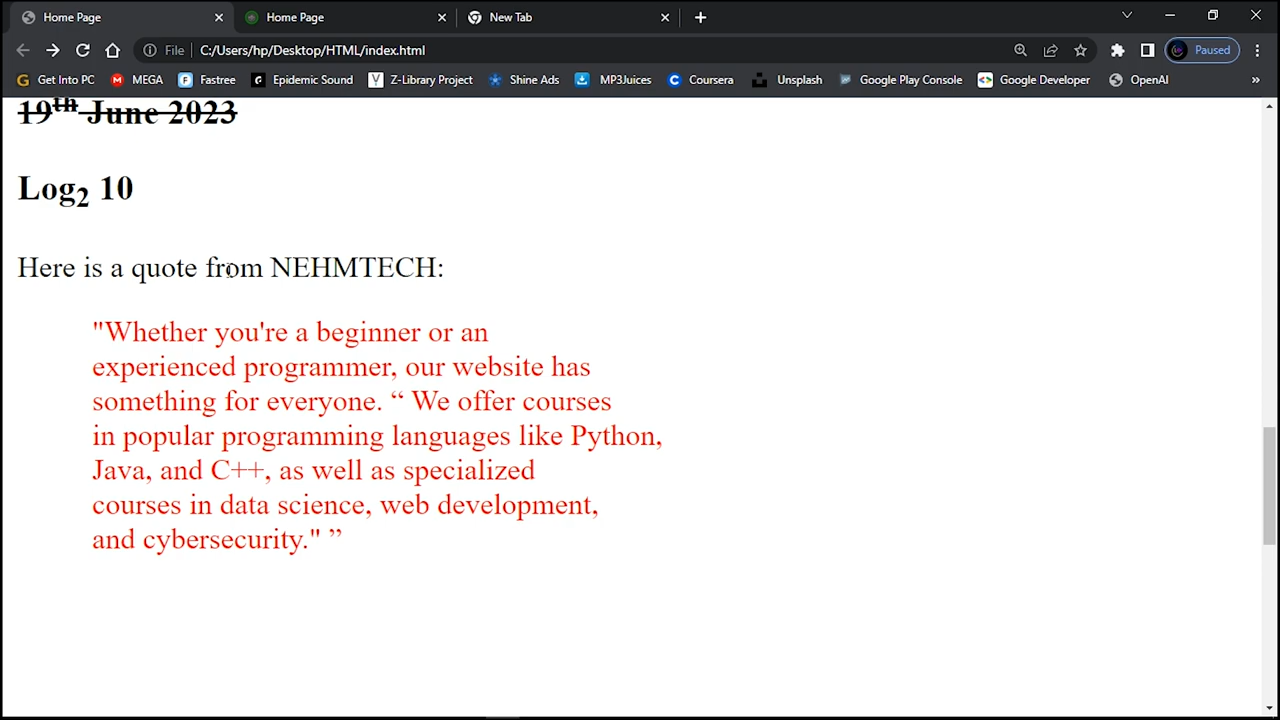 Home Page
Home Page
New Tab
File
C:/Users/hp/Desktop/HTML/index.html
Paused
Get Into PC
MEGA
Fastree
Epidemic Sound
Z-Library Project
Shine Ads
MP3Juices
Coursera
Unsplash
Google Play Console
Google Developer
OpenAI
19th June 2023
Log2 10
Here is a quote from NEHMTECH:
"Whether you're a beginner or an
experienced programmer, our website has
something for everyone. “ We offer courses
in popular programming languages like Python,
Java, and C++, as well as specialized
courses in data science, web development,
and cybersecurity." ”